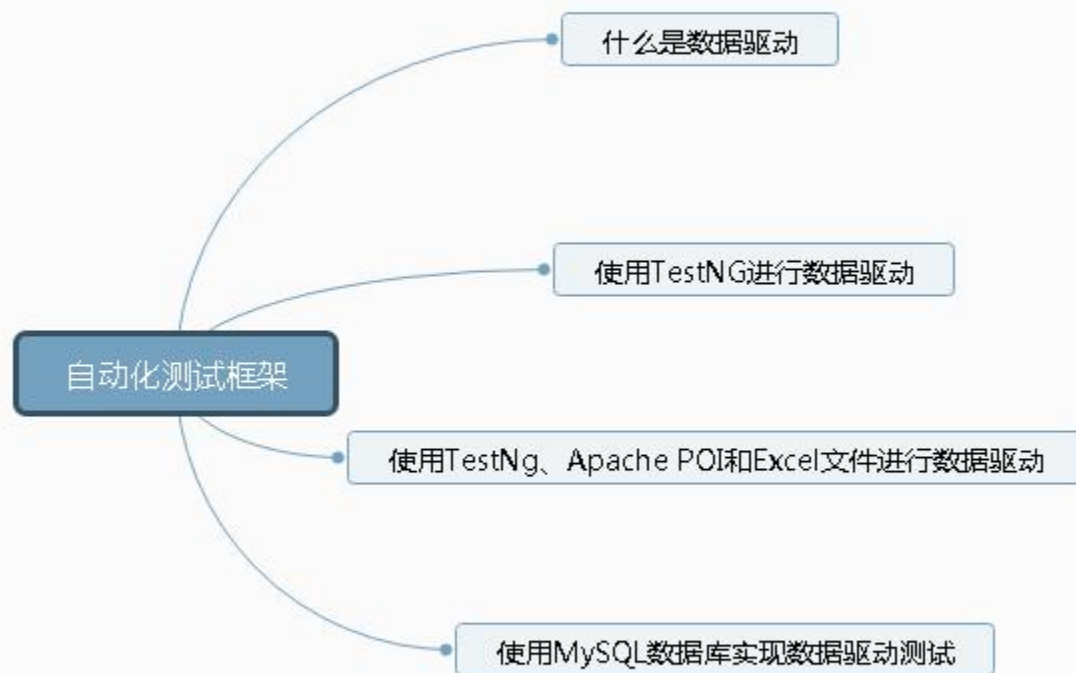 什么是数据驱动
使用TestNG进行数据驱动
自动化测试框架
使用TestNg、Apache POI和Excel文件进行数据驱动
使用MySQL数据库实现数据驱动测试